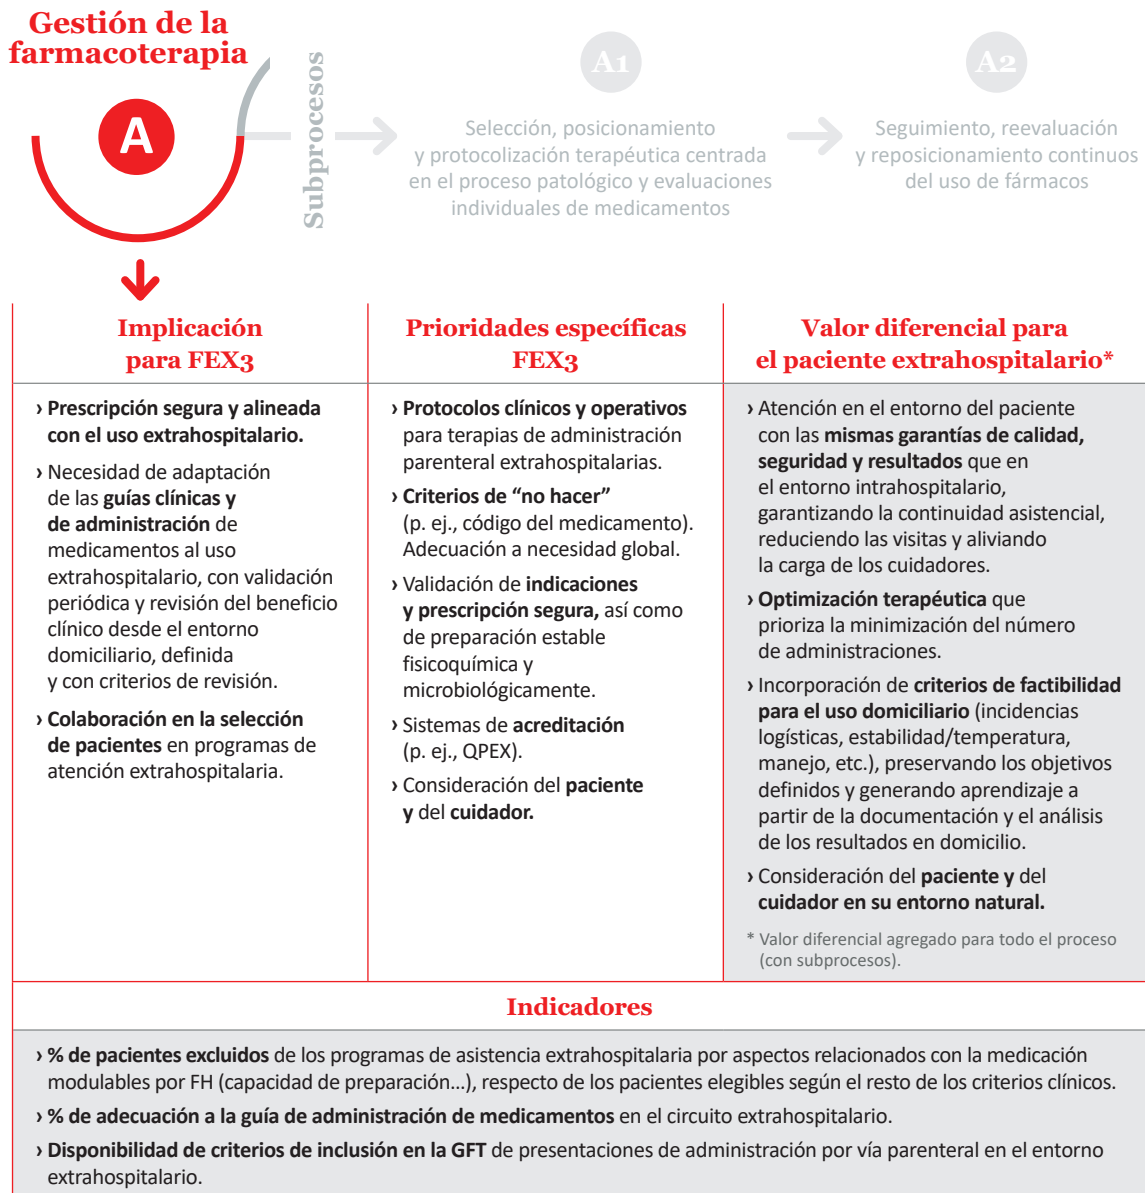 Gestión de la
farmacoterapia
A
Subprocesos
A1
Selección, posicionamiento
y protocolización terapéutica centrada
en el proceso patológico y evaluaciones
individuales de medicamentos
A2
Seguimiento, reevaluación
y reposicionamiento continuos
del uso de fármacos
Implicación
para FEX3
› Prescripción segura y alineada
con el uso extrahospitalario.
› Necesidad de adaptación
de las guías clínicas y
de administración de
medicamentos al uso
extrahospitalario, con validación
periódica y revisión del beneficio
clínico desde el entorno
domiciliario, definida
y con criterios de revisión.
› Colaboración en la selección
de pacientes en programas de
atención extrahospitalaria.
Prioridades específicas
FEX3
› Protocolos clínicos y operativos
para terapias de administración
parenteral extrahospitalarias.
› Criterios de “no hacer”
(p. ej., código del medicamento).
Adecuación a necesidad global.
› Validación de indicaciones
y prescripción segura, así como
de preparación estable
fisicoquímica y
microbiológicamente.
› Sistemas de acreditación
(p. ej., QPEX).
› Consideración del paciente
y del cuidador.
Valor diferencial para
el paciente extrahospitalario*
› Atención en el entorno del paciente
con las mismas garantías de calidad,
seguridad y resultados que en
el entorno intrahospitalario,
garantizando la continuidad asistencial,
reduciendo las visitas y aliviando
la carga de los cuidadores.
› Optimización terapéutica que
prioriza la minimización del número
de administraciones.
› Incorporación de criterios de factibilidad
para el uso domiciliario (incidencias
logísticas, estabilidad/temperatura,
manejo, etc.), preservando los objetivos
definidos y generando aprendizaje a
partir de la documentación y el análisis
de los resultados en domicilio.
› Consideración del paciente y del
cuidador en su entorno natural.
* Valor diferencial agregado para todo el proceso
(con subprocesos).
Indicadores
› % de pacientes excluidos de los programas de asistencia extrahospitalaria por aspectos relacionados con la medicación
modulables por FH (capacidad de preparación...), respecto de los pacientes elegibles según el resto de los criterios clínicos.
› % de adecuación a la guía de administración de medicamentos en el circuito extrahospitalario.
› Disponibilidad de criterios de inclusión en la GFT de presentaciones de administración por vía parenteral en el entorno
extrahospitalario.